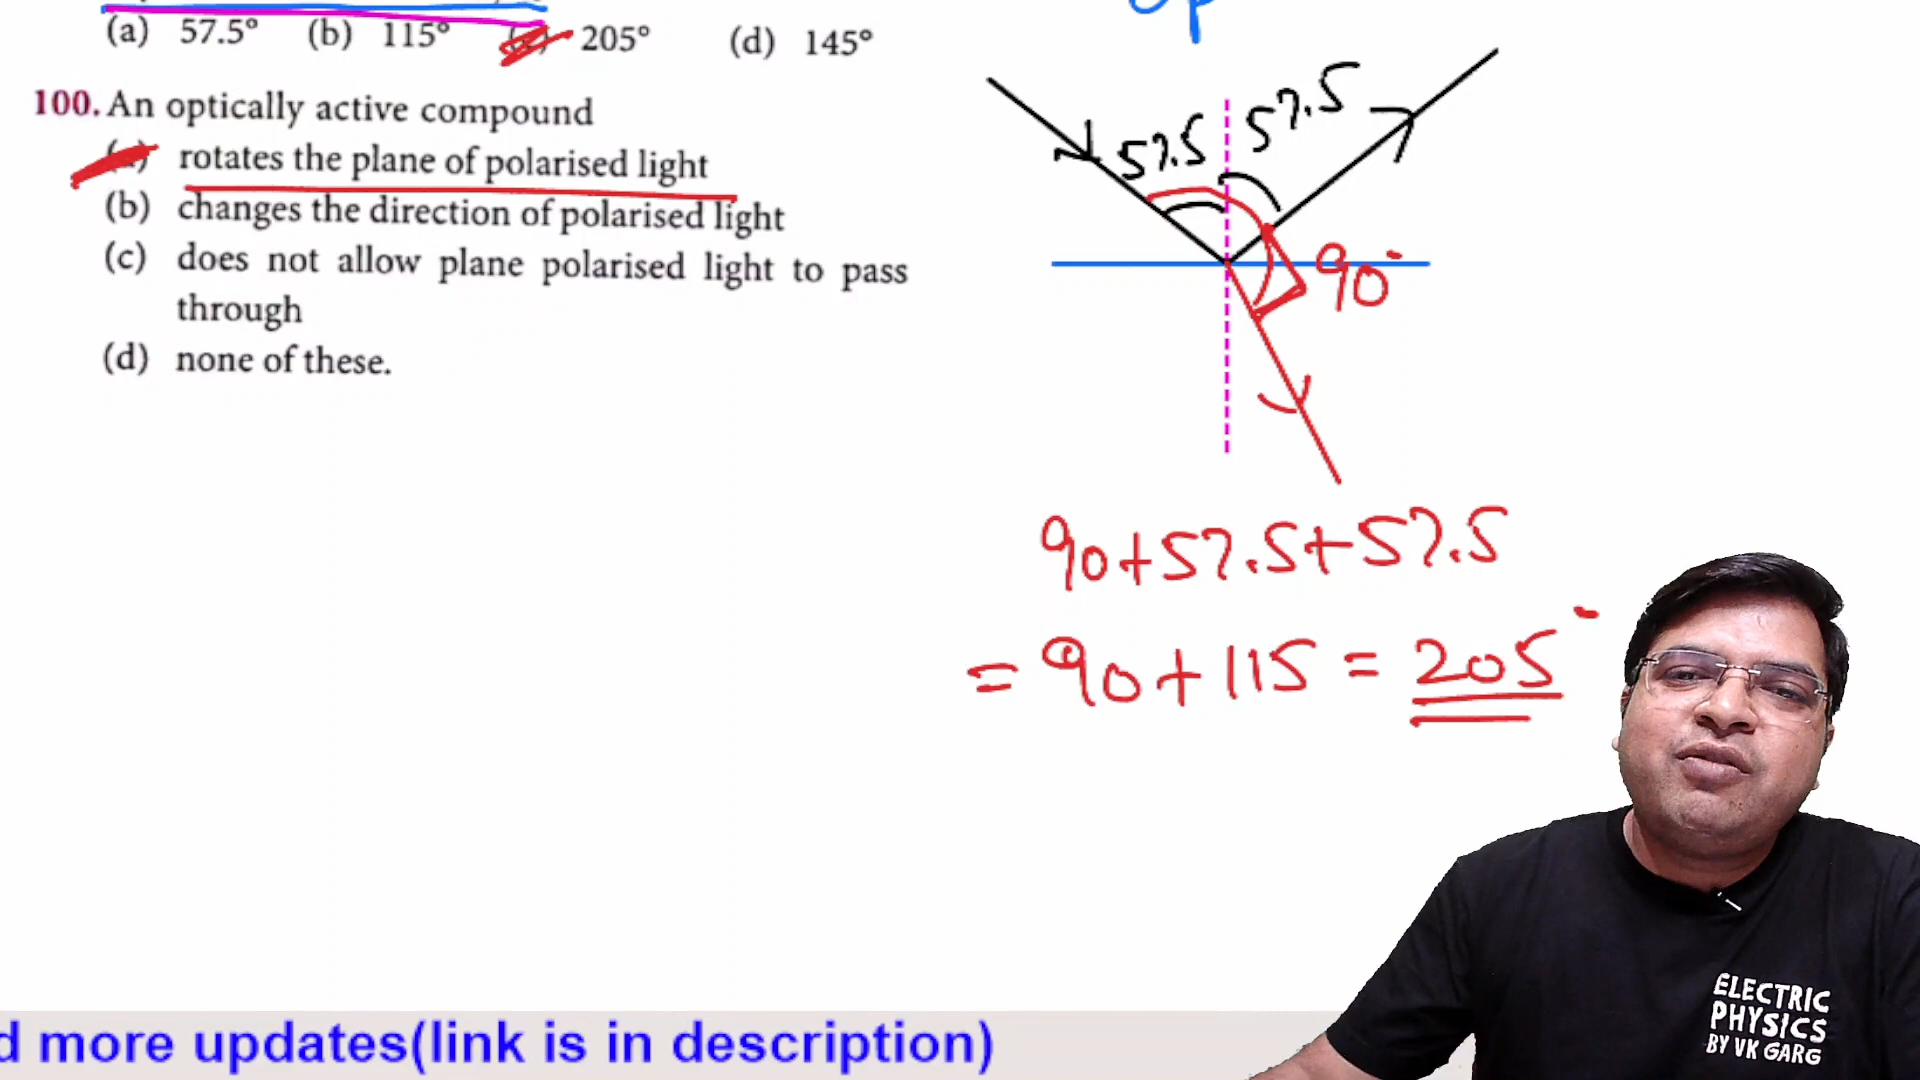 (a) 57.5° (b) 115° 205° (d) 145°
100. An optically active compound
(a) rotates the plane of polarised light
(b) changes the direction of polarised light
(c) does not allow plane polarised light to pass
through
(d) none of these.
57.5 57.5
90°
90+57.5+57.5
= 90+115 = 205°
ELECTRIC
PHYSICS
BY VK GARG
d more updates(link is in description)